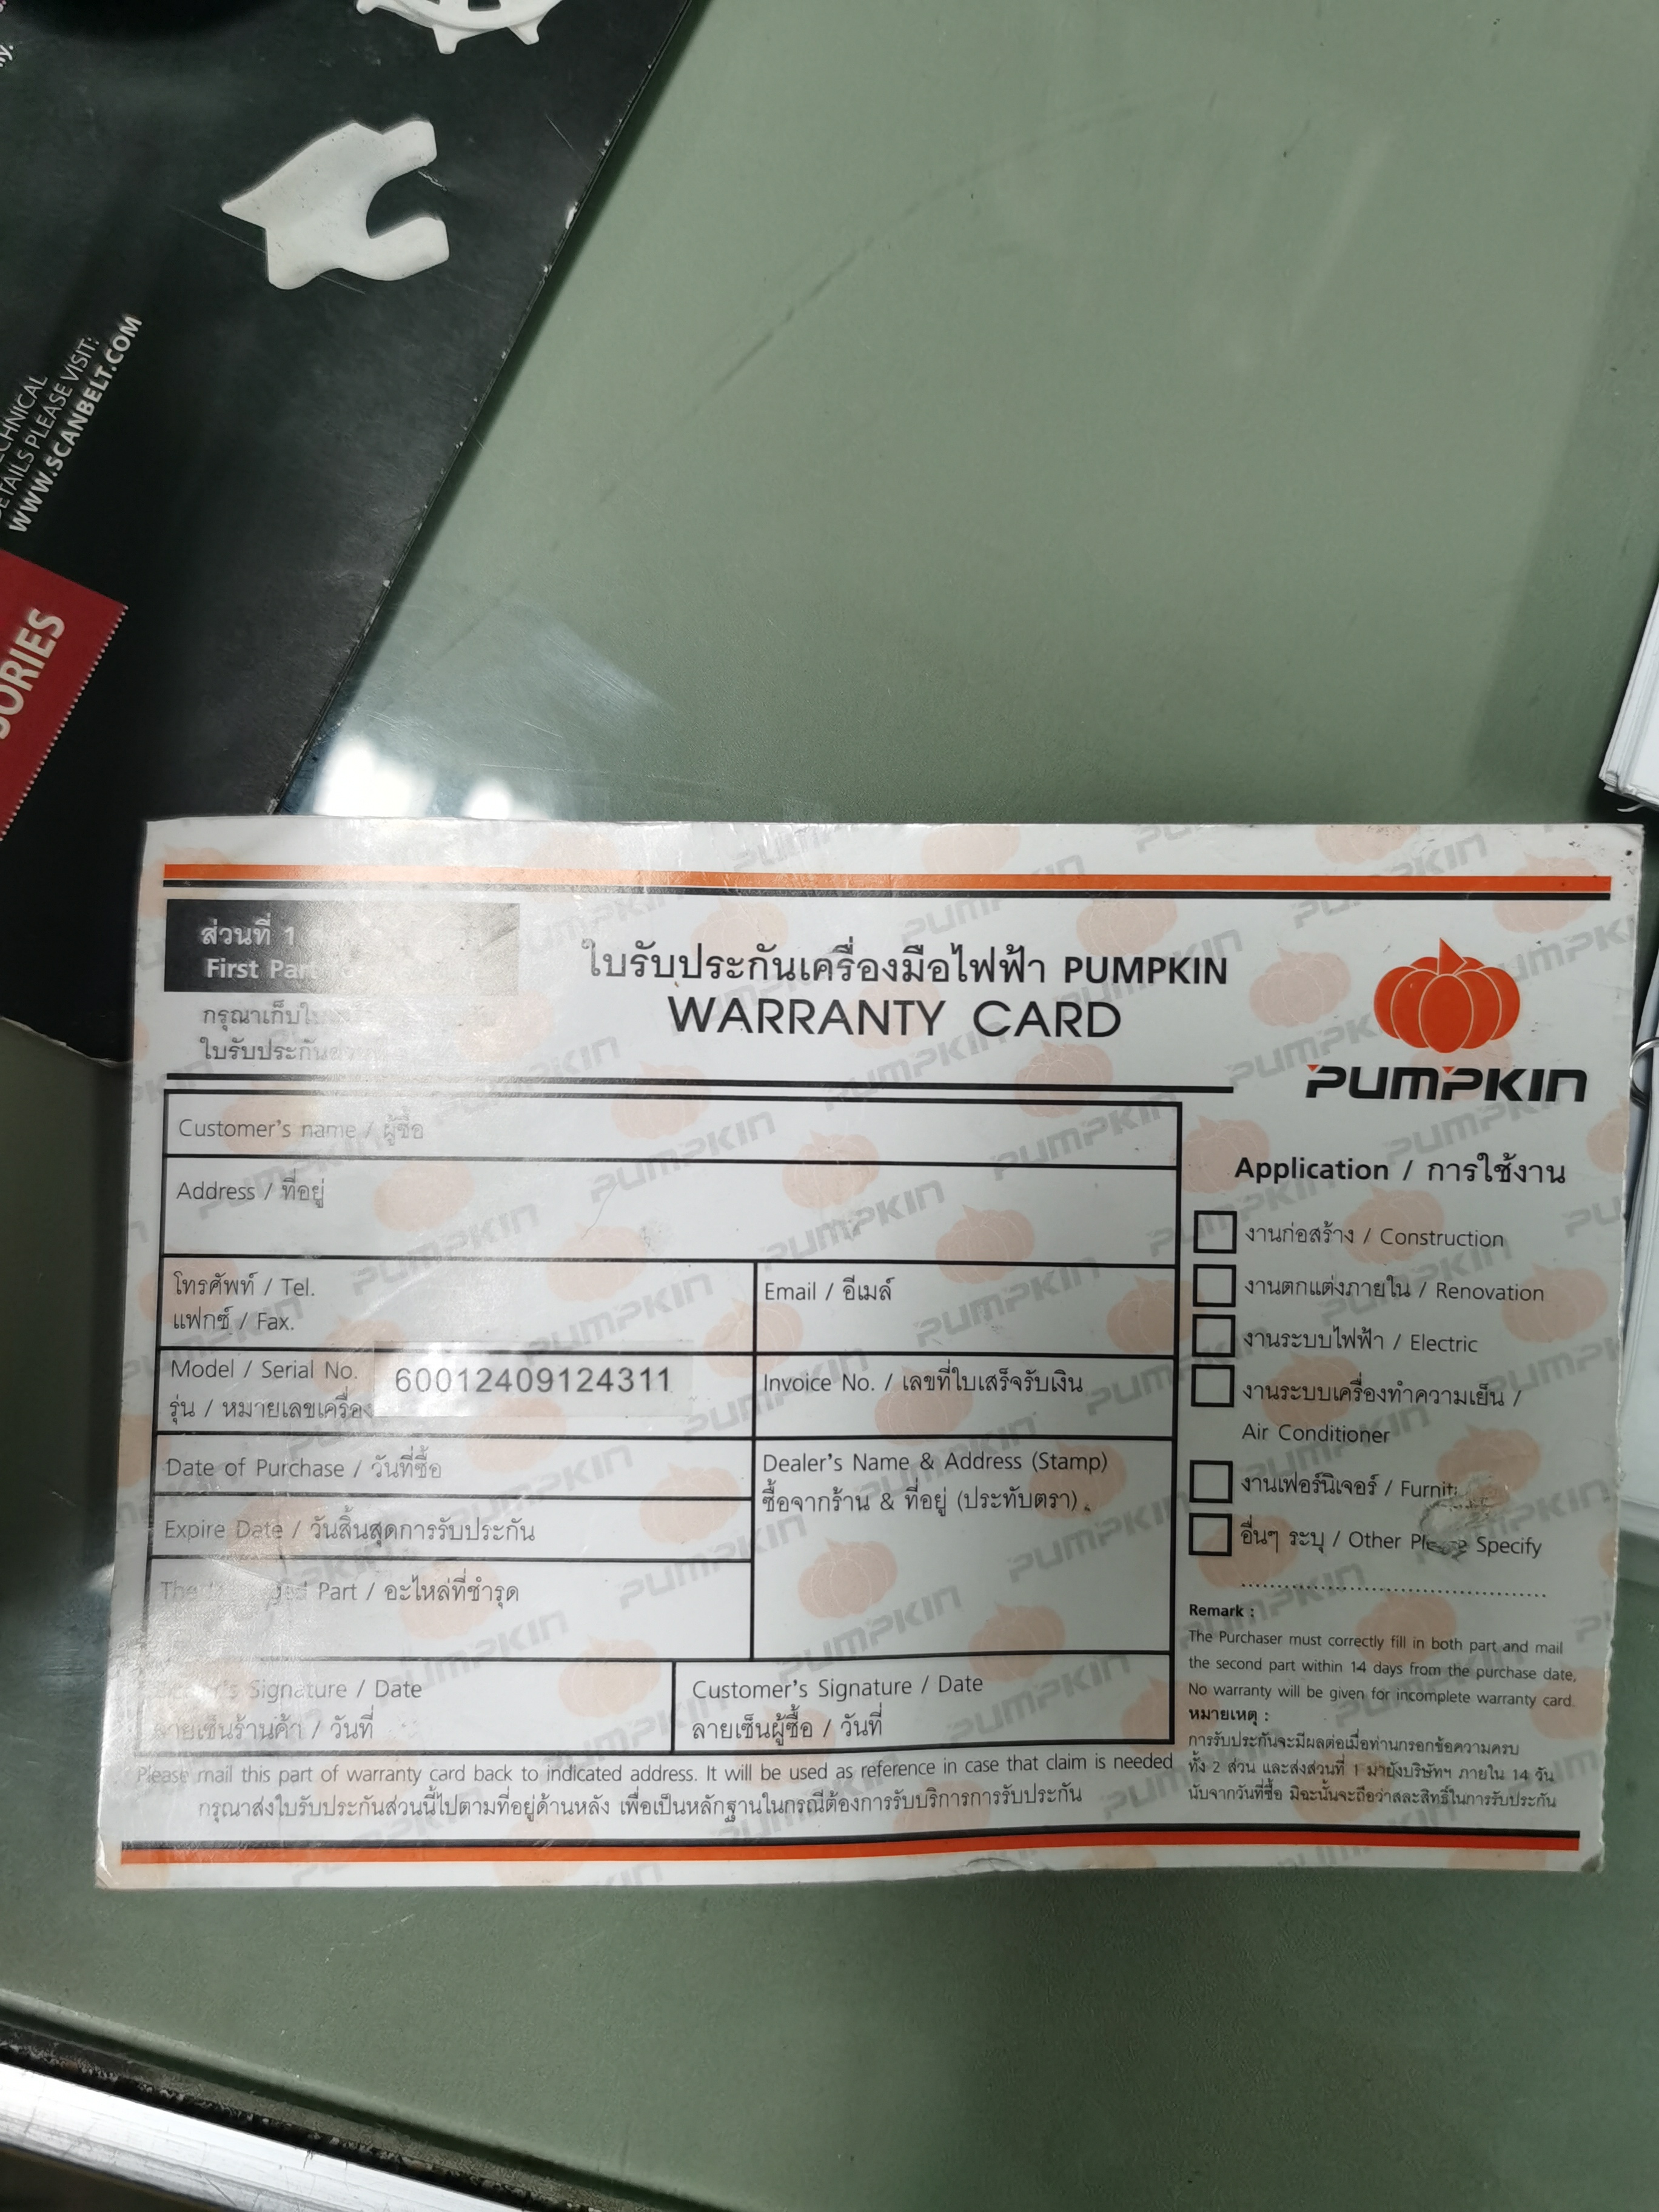 CHNICAL
ETAILS PLEASE VISIT:
WWW.SCANBELT.COM
ORIES
ส่วนที่ 1
First Part
กรุณาเก็บ
ใบรับประกัน
ใบรับประกันเครื่องมือไฟฟ้า PUMPKIN
WARRANTY CARD
PUMPKIN
Customer's name / ผู้ซื้อ
Address / ที่อยู่
โทรศัพท์ / Tel.
แฟกซ์ / Fax.
Email / อีเมล์
Model / Serial No.
รุ่น / หมายเลขเครื่อง
60012409124311
Invoice No. / เลขที่ใบเสร็จรับเงิน
Date of Purchase / วันที่ซื้อ
Expire Date / วันสิ้นสุดการรับประกัน
Part / อะไหล่ที่ชำรุด
Dealer's Name & Address (Stamp)
ซื้อจากร้าน & ที่อยู่ (ประทับตรา)
Signature / Date
ลายเซ็นร้านค้า / วันที่
Customer's Signature / Date
ลายเซ็นผู้ซื้อ / วันที่
Please mail this part of warranty card back to indicated address. It will be used as reference in case that claim is needed
กรุณาส่งใบรับประกันส่วนนี้ไปตามที่อยู่ด้านหลัง เพื่อเป็นหลักฐานในกรณีต้องการรับบริการการรับประกัน
Application / การใช้งาน
งานก่อสร้าง / Construction
งานตกแต่งภายใน / Renovation
งานระบบไฟฟ้า / Electric
งานระบบเครื่องทำความเย็น /
Air Conditioner
งานเฟอร์นิเจอร์ / Furnit
อื่นๆ ระบุ / Other Please Specify
Remark :
The Purchaser must correctly fill in both part and mail
the second part within 14 days from the purchase date,
No warranty will be given for incomplete warranty card.
หมายเหตุ :
การรับประกันจะมีผลต่อเมื่อท่านกรอกข้อความครบ
ทั้ง 2 ส่วน และส่งส่วนที่ 1 มายังบริษัทฯ ภายใน 14 วัน
นับจากวันที่ซื้อ มิฉะนั้นจะถือว่าสละสิทธิ์ในการรับประกัน